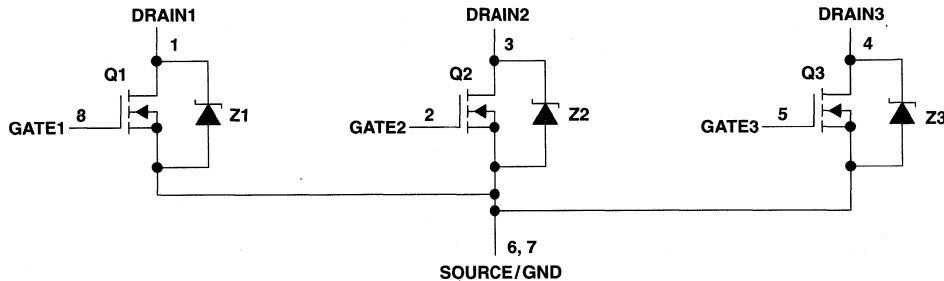 DRAIN1
DRAIN2
DRAIN3
1
3
4
Q1
Q2
Q3
8
2
5
Z1
Z2
Z3
GATE1
GATE2
GATE3
6, 7
SOURCE/GND